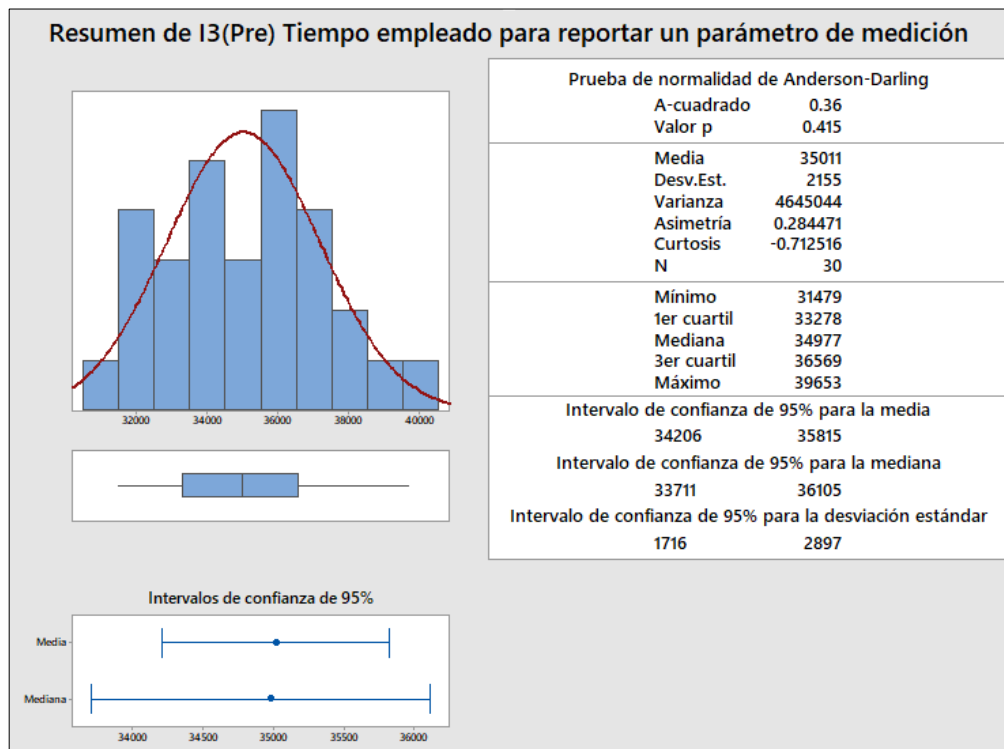 Resumen de I3(Pre) Tiempo empleado para reportar un parámetro de medición
32000 34000 36000 38000 40000
Intervalos de confianza de 95%
Media
Mediana
34000 34500 35000 35500 36000
Prueba de normalidad de Anderson-Darling
A-cuadrado 0.36
Valor p 0.415
Media 35011
Desv.Est. 2155
Varianza 4645044
Asimetría 0.284471
Curtosis -0.712516
N 30
Mínimo 31479
1er cuartil 33278
Mediana 34977
3er cuartil 36569
Máximo 39653
Intervalo de confianza de 95% para la media
34206 35815
Intervalo de confianza de 95% para la mediana
33711 36105
Intervalo de confianza de 95% para la desviación estándar
1716 2897